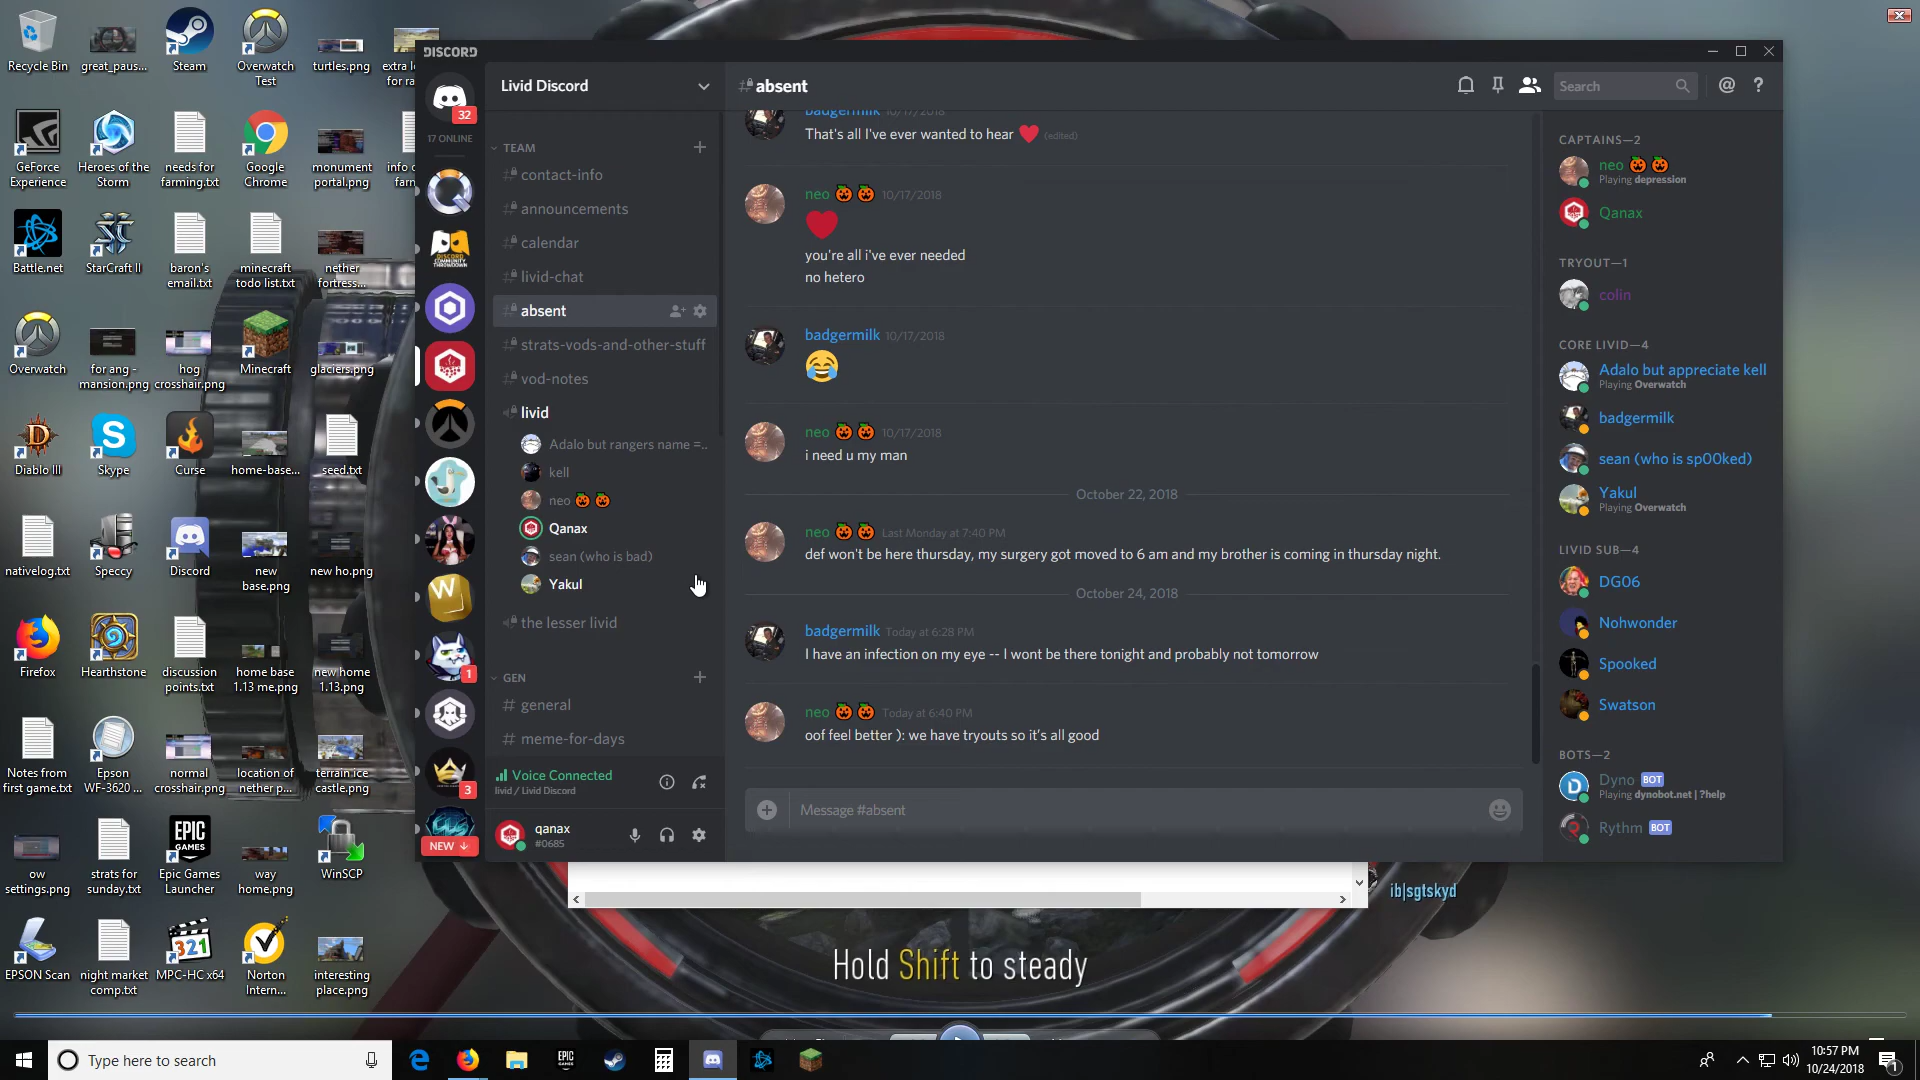 Recycle Bin
great_paus...
Steam
Overwatch
Test
turtles.png
extra l
for ra
GeForce
Experience
Heroes of the
Storm
needs for
farming.txt
Google
Chrome
monument
portal.png
info o
farn
Battle.net
StarCraft II
baron's
email.txt
minecraft
todo list.txt
nether
fortress...
Overwatch
for ang -
mansion.png
hog
crosshair.png
Minecraft
glaciers.png
Diablo III
Skype
Curse
home-base...
seed.txt
nativelog.txt
Speccy
Discord
new
base.png
new ho.png
Firefox
Hearthstone
discussion
points.txt
home base
1.13 me.png
new home
1.13.png
Notes from
first game.txt
Epson
WF-3620 ...
normal
crosshair.png
location of
nether p...
terrain ice
castle.png
ow
settings.png
strats for
sunday.txt
Epic Games
Launcher
way
home.png
WinSCP
EPSON Scan
night market
comp.txt
MPC-HC x64
Norton
Intern...
interesting
place.png
DISCORD
32
17 ONLINE
1
3
NEW ↓
Livid Discord
TEAM
contact-info
announcements
calendar
livid-chat
absent
strats-vods-and-other-stuff
vod-notes
livid
Adalo but rangers name =..
kell
neo 🎃 🎃
Qanax
sean (who is bad)
Yakul
the lesser livid
GEN
# general
# meme-for-days
Voice Connected
livid / Livid Discord
qanax
#0685
# absent
Search
badgermilk 10/17/2018
That's all I've ever wanted to hear ❤ (edited)
neo 🎃 🎃 10/17/2018
❤
you're all i've ever needed
no hetero
badgermilk 10/17/2018
😂
neo 🎃 🎃 10/17/2018
i need u my man
October 22, 2018
neo 🎃 🎃 Last Monday at 7:40 PM
def won't be here thursday, my surgery got moved to 6 am and my brother is coming in thursday night.
October 24, 2018
badgermilk Today at 6:28 PM
I have an infection on my eye -- I wont be there tonight and probably not tomorrow
neo 🎃 🎃 Today at 6:40 PM
oof feel better ): we have tryouts so it's all good
Message #absent
CAPTAINS—2
neo 🎃 🎃
Playing depression
Qanax
TRYOUT—1
colin
CORE LIVID—4
Adalo but appreciate kell
Playing Overwatch
badgermilk
sean (who is sp00ked)
Yakul
Playing Overwatch
LIVID SUB—4
DG06
Nohwonder
Spooked
Swatson
BOTS—2
Dyno BOT
Playing dynobot.net | ?help
Rythm BOT
ib|sgtskyd
Hold Shift to steady
Type here to search
10:57 PM
10/24/2018
1